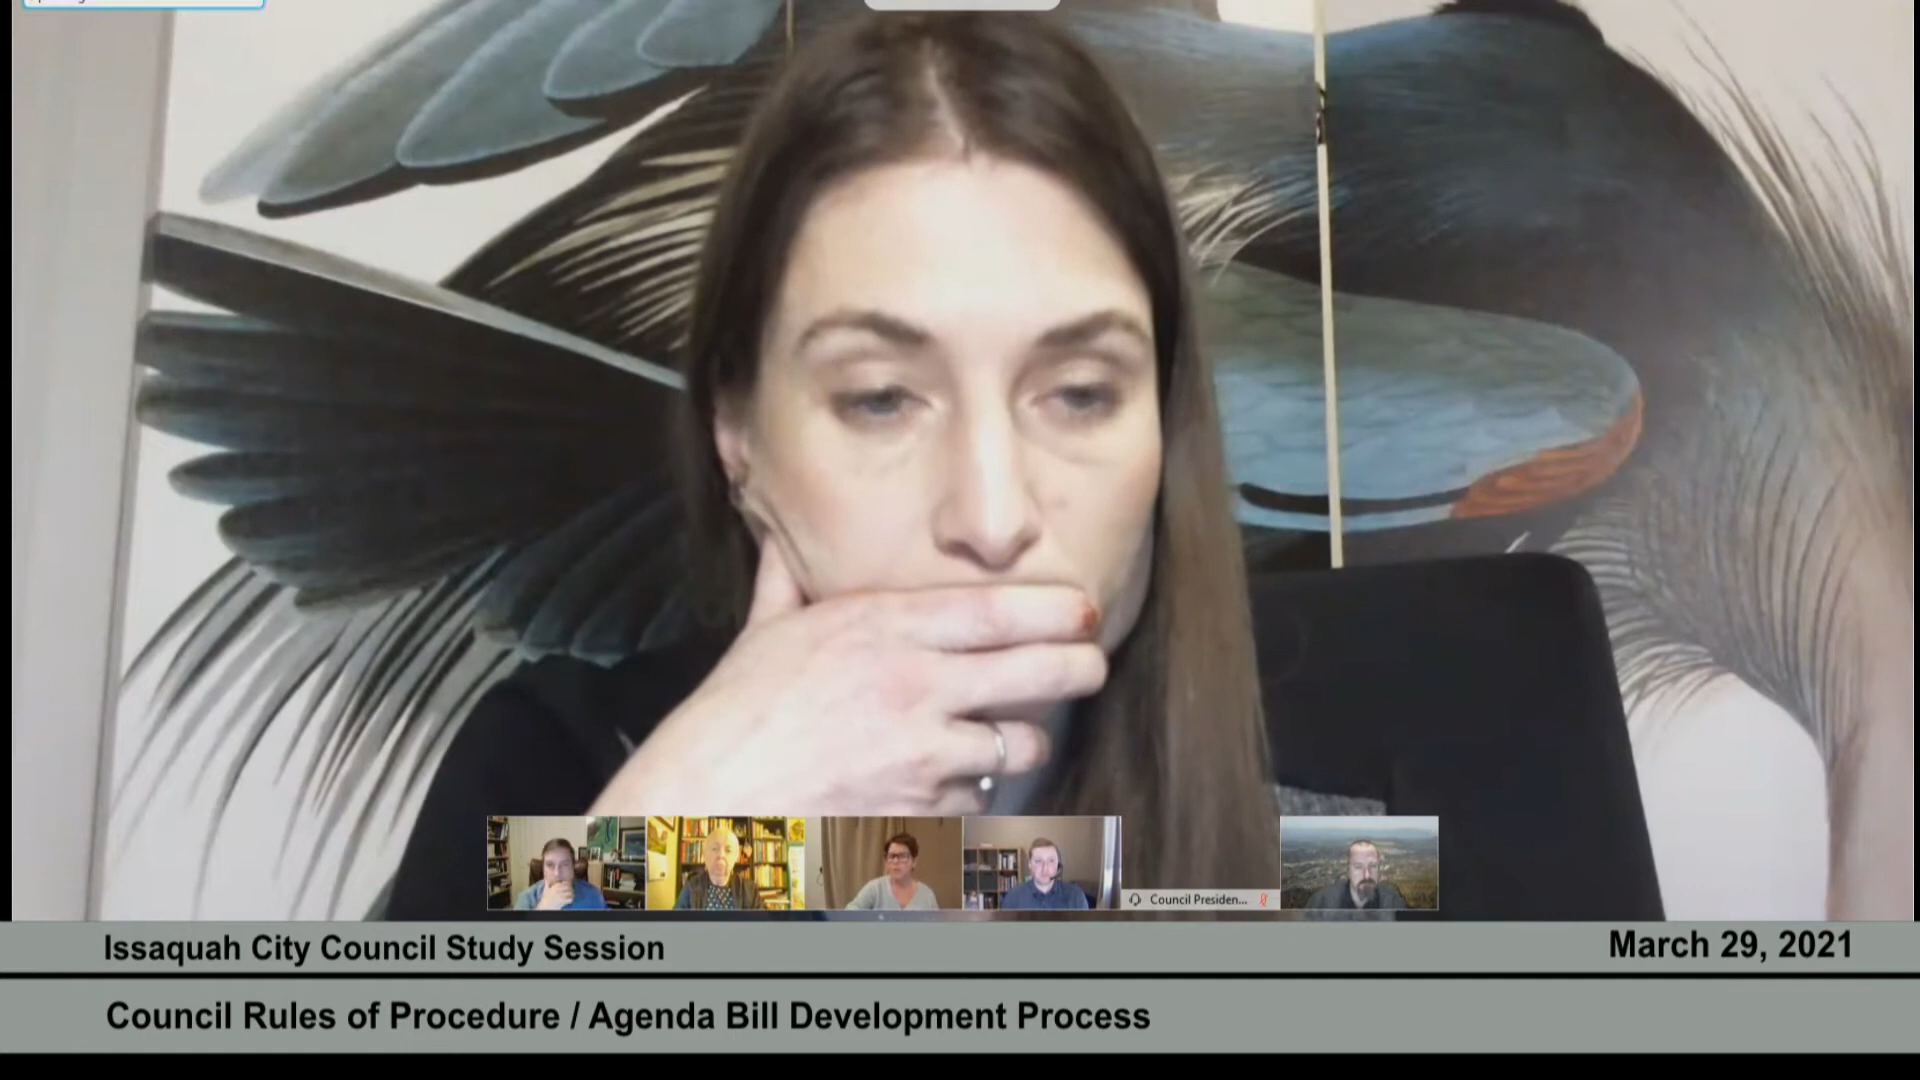 Council Presiden...
Issaquah City Council Study Session
March 29, 2021
Council Rules of Procedure / Agenda Bill Development Process